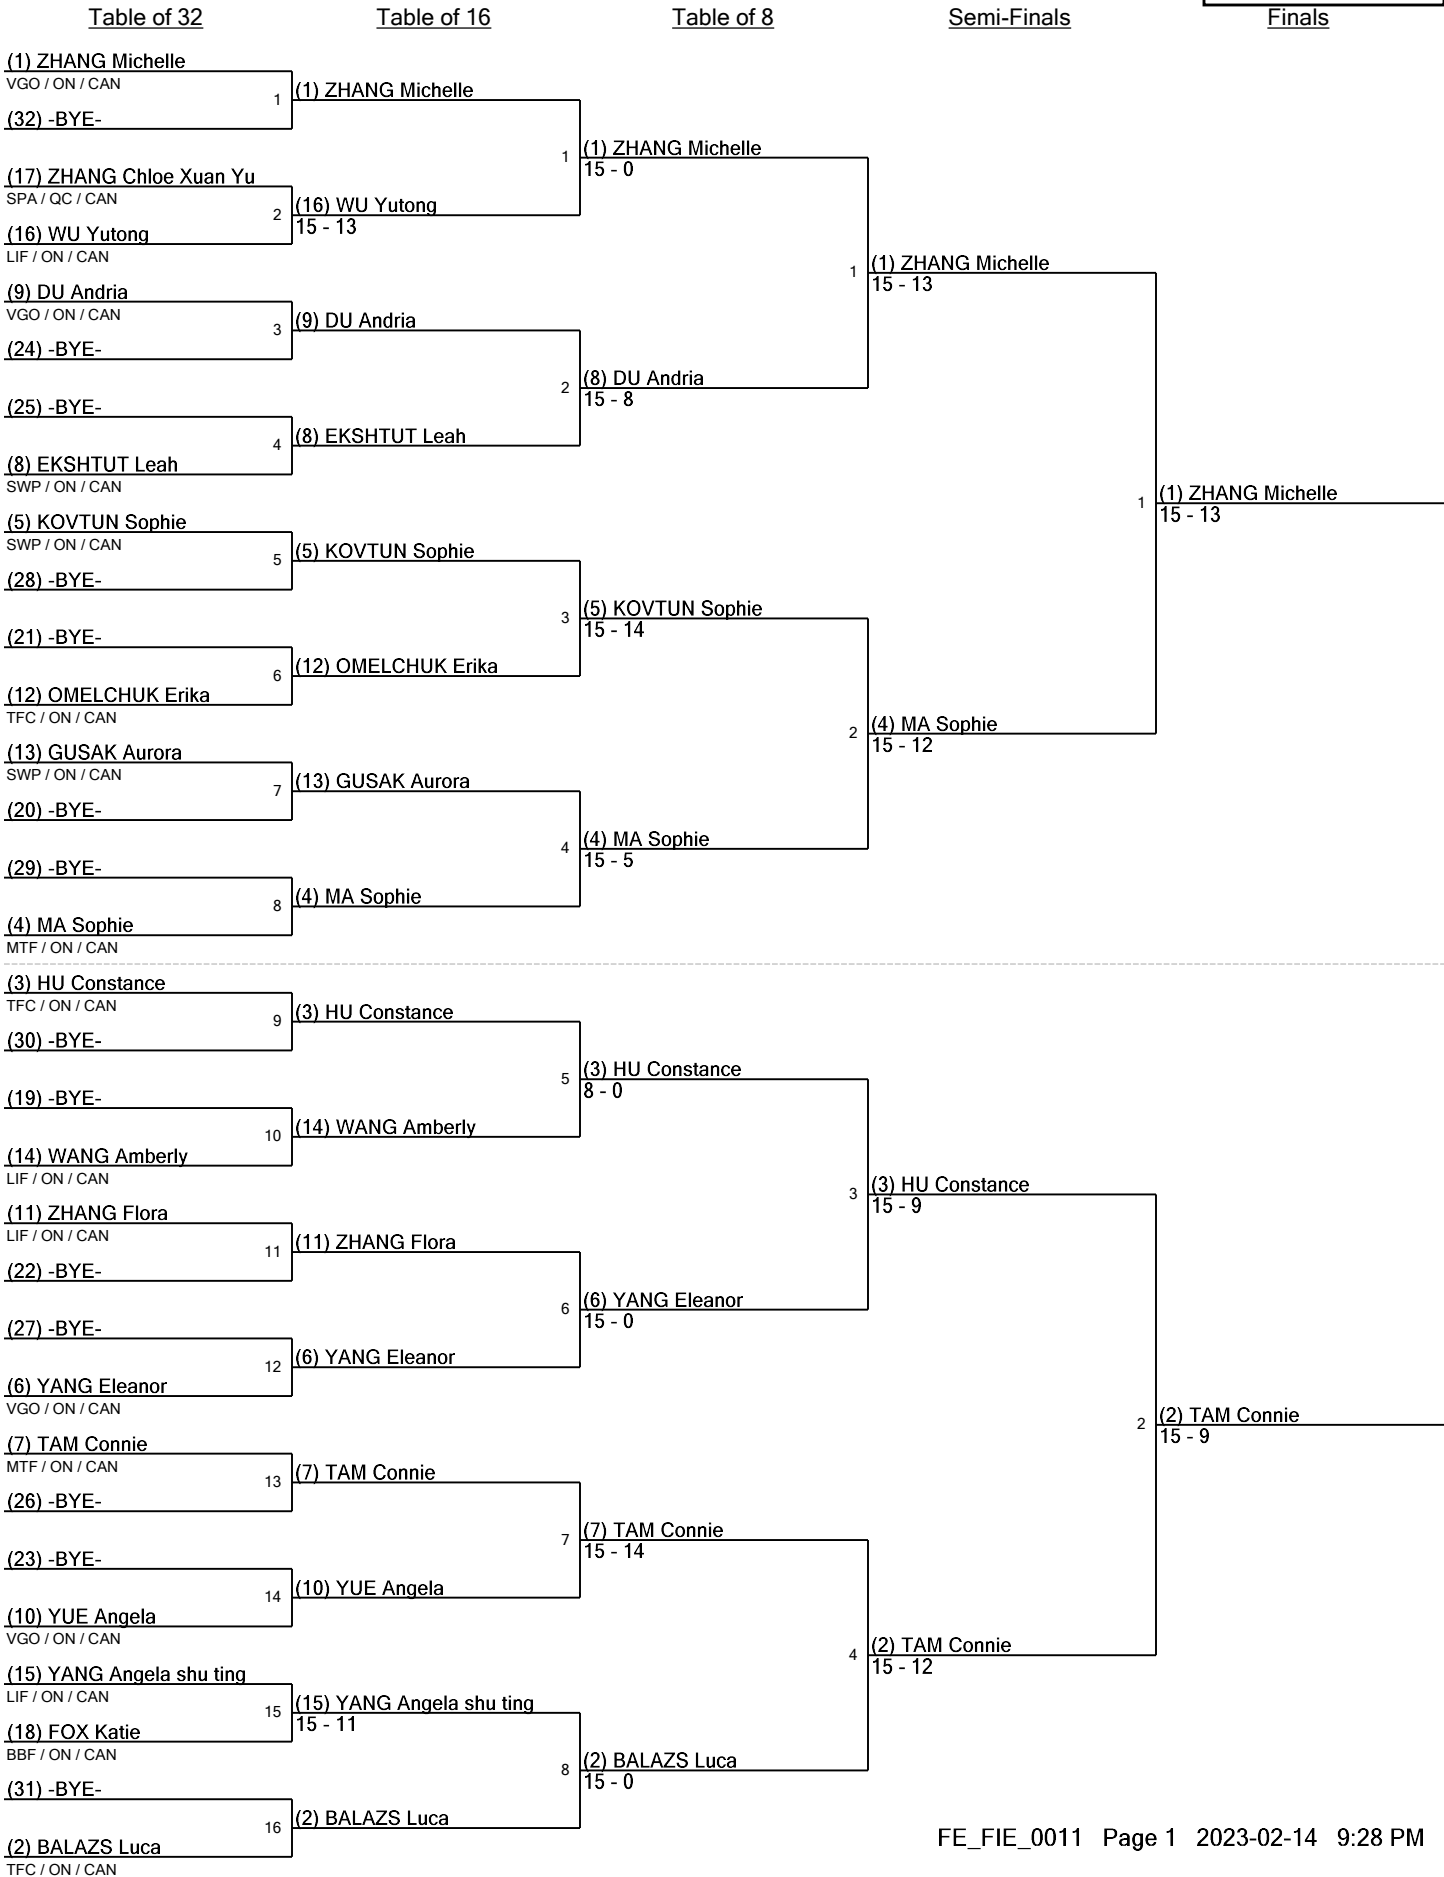 Table of 32 Table of 16 Table of 8 Semi-Finals Finals
(1) ZHANG Michelle
VGO / ON / CAN
1 (1) ZHANG Michelle
(32) -BYE-
1 (1) ZHANG Michelle
15 - 0
(17) ZHANG Chloe Xuan Yu
SPA / QC / CAN
2 (16) WU Yutong
15 - 13
(16) WU Yutong
LIF / ON / CAN
1 (1) ZHANG Michelle
15 - 13
(9) DU Andria
VGO / ON / CAN
3 (9) DU Andria
(24) -BYE-
2 (8) DU Andria
15 - 8
(25) -BYE-
4 (8) EKSHTUT Leah
(8) EKSHTUT Leah
SWP / ON / CAN
1 (1) ZHANG Michelle
15 - 13
(5) KOVTUN Sophie
SWP / ON / CAN
5 (5) KOVTUN Sophie
(28) -BYE-
3 (5) KOVTUN Sophie
15 - 14
(21) -BYE-
6 (12) OMELCHUK Erika
(12) OMELCHUK Erika
TFC / ON / CAN
2 (4) MA Sophie
15 - 12
(13) GUSAK Aurora
SWP / ON / CAN
7 (13) GUSAK Aurora
(20) -BYE-
4 (4) MA Sophie
15 - 5
(29) -BYE-
8 (4) MA Sophie
(4) MA Sophie
MTF / ON / CAN
(3) HU Constance
TFC / ON / CAN
9 (3) HU Constance
(30) -BYE-
5 (3) HU Constance
8 - 0
(19) -BYE-
10 (14) WANG Amberly
(14) WANG Amberly
LIF / ON / CAN
3 (3) HU Constance
15 - 9
(11) ZHANG Flora
LIF / ON / CAN
11 (11) ZHANG Flora
(22) -BYE-
6 (6) YANG Eleanor
15 - 0
(27) -BYE-
12 (6) YANG Eleanor
(6) YANG Eleanor
VGO / ON / CAN
2 (2) TAM Connie
15 - 9
(7) TAM Connie
MTF / ON / CAN
13 (7) TAM Connie
(26) -BYE-
7 (7) TAM Connie
15 - 14
(23) -BYE-
14 (10) YUE Angela
(10) YUE Angela
VGO / ON / CAN
4 (2) TAM Connie
15 - 12
(15) YANG Angela shu ting
LIF / ON / CAN
15 (15) YANG Angela shu ting
15 - 11
(18) FOX Katie
BBF / ON / CAN
8 (2) BALAZS Luca
15 - 0
(31) -BYE-
16 (2) BALAZS Luca
(2) BALAZS Luca
TFC / ON / CAN
FE_FIE_0011 Page 1 2023-02-14 9:28 PM